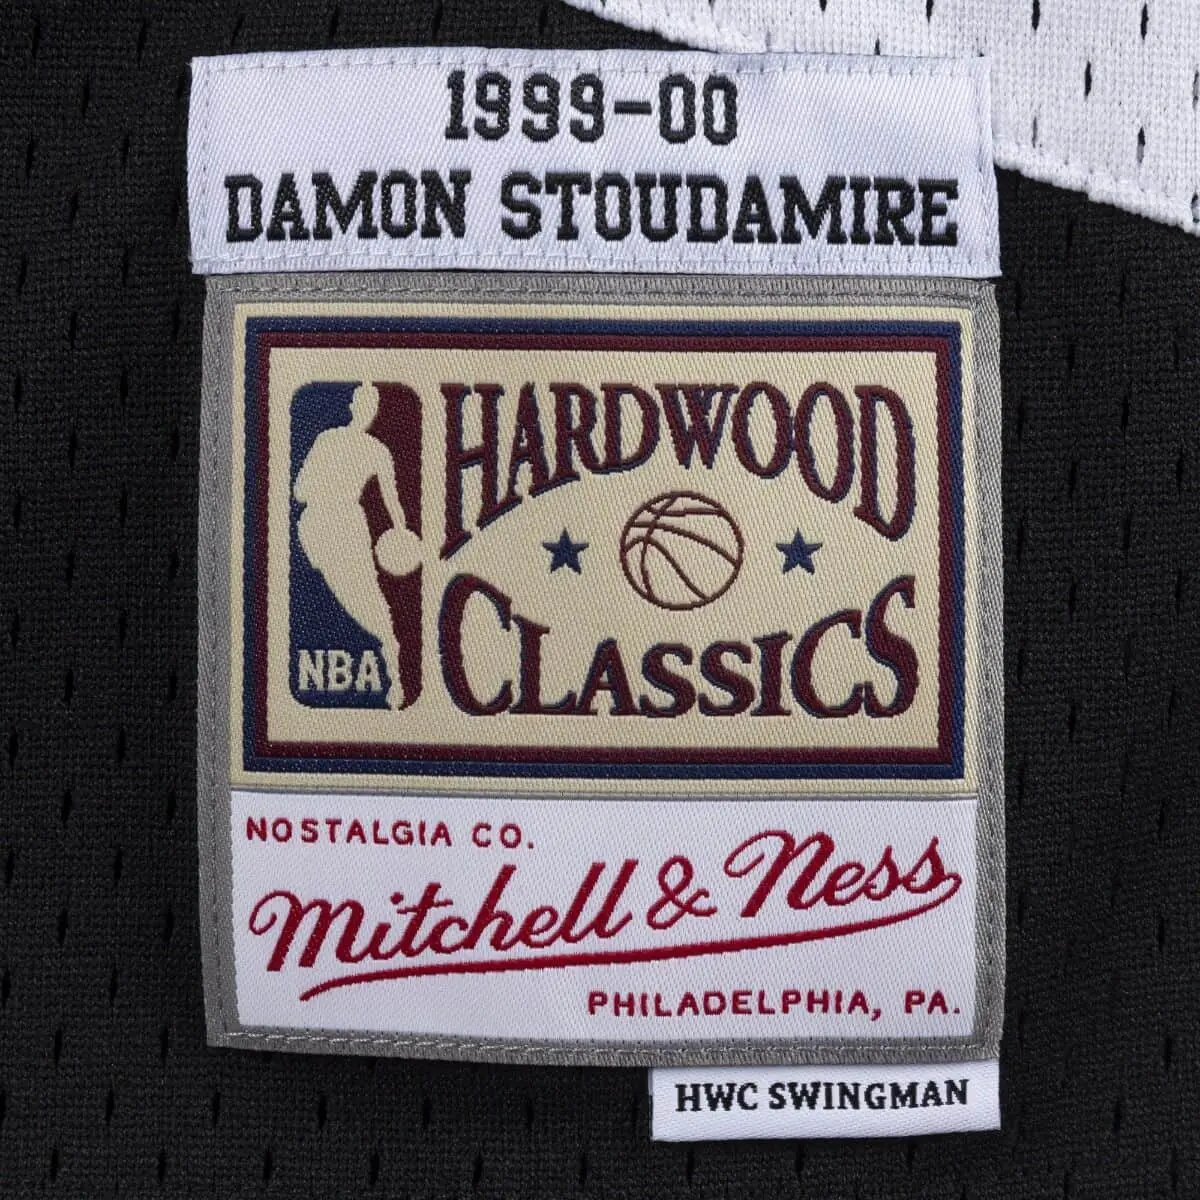 1999-00
DAMON STOUDAMIRE
HARDWOOD
CLASSICS
NBA
NOSTALGIA CO.
Mitchell & Ness
PHILADELPHIA, PA.
HWC SWINGMAN